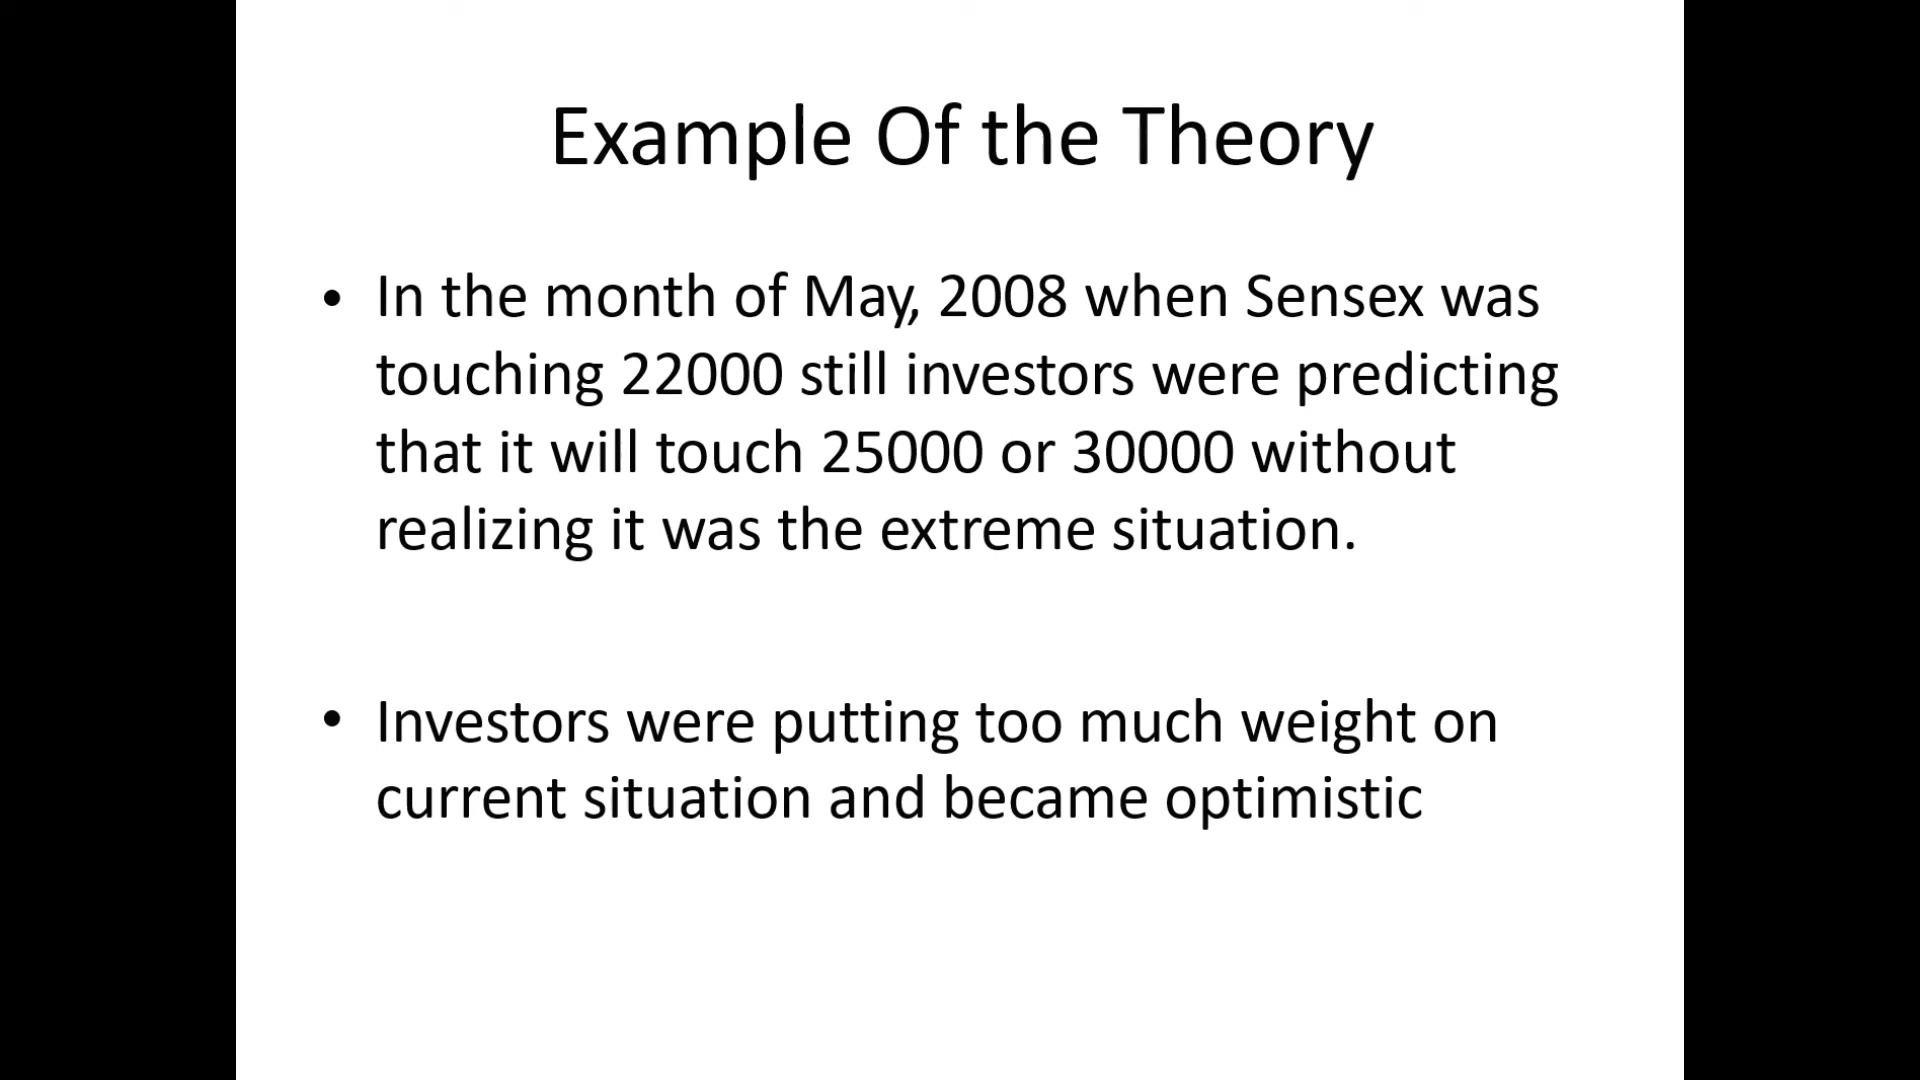 Example Of the Theory
• In the month of May, 2008 when Sensex was
touching 22000 still investors were predicting
that it will touch 25000 or 30000 without
realizing it was the extreme situation.
• Investors were putting too much weight on
current situation and became optimistic